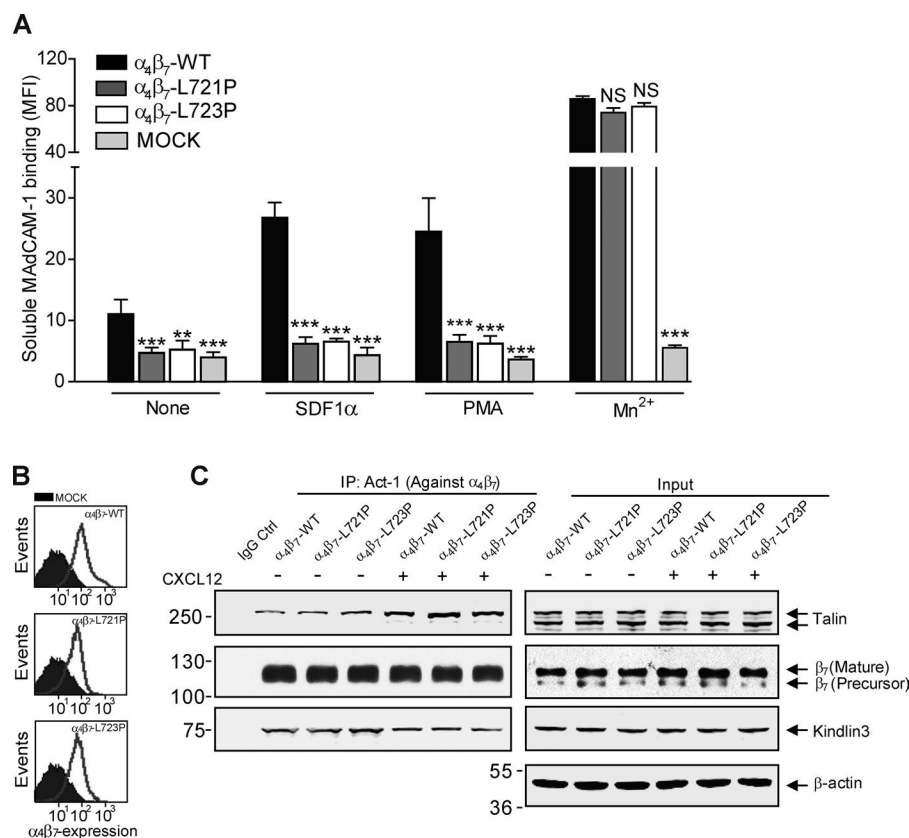 A
Soluble MAdCAM-1 binding (MFI)
120
80
40
30
20
10
0
α₄β₇-WT
α₄β₇-L721P
α₄β₇-L723P
MOCK
NS NS
*** ** ***
*** *** ***
*** *** ***
***
None SDF1α PMA Mn²⁺
B
MOCK
Events
α₄β₇-WT
10¹ 10² 10³
Events
α₄β₇-L721P
10¹ 10² 10³
Events
α₄β₇-L723P
10¹ 10² 10³
α₄β₇-expression
C
IP: Act-1 (Against α₄β₇)
Input
IgG Ctrl α₄β₇-WT α₄β₇-L721P α₄β₇-L723P α₄β₇-WT α₄β₇-L721P α₄β₇-L723P
α₄β₇-WT α₄β₇-L721P α₄β₇-L723P α₄β₇-WT α₄β₇-L721P α₄β₇-L723P
CXCL12 - - - + + + - - - + + +
250-
Talin
130-
100-
β₇(Mature)
β₇(Precursor)
75-
Kindlin3
55 -
36 -
β-actin